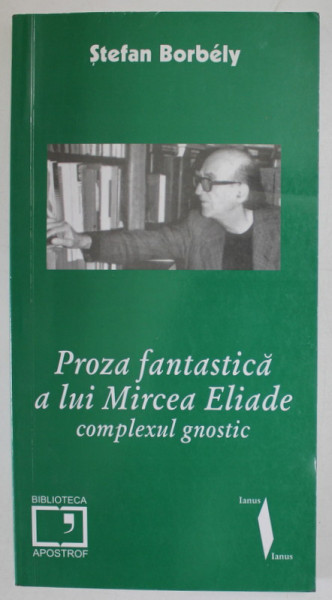 Ștefan Borbély
Proza fantastică
a lui Mircea Eliade
complexul gnostic
BIBLIOTECA
APOSTROF
Ianus
Ianus